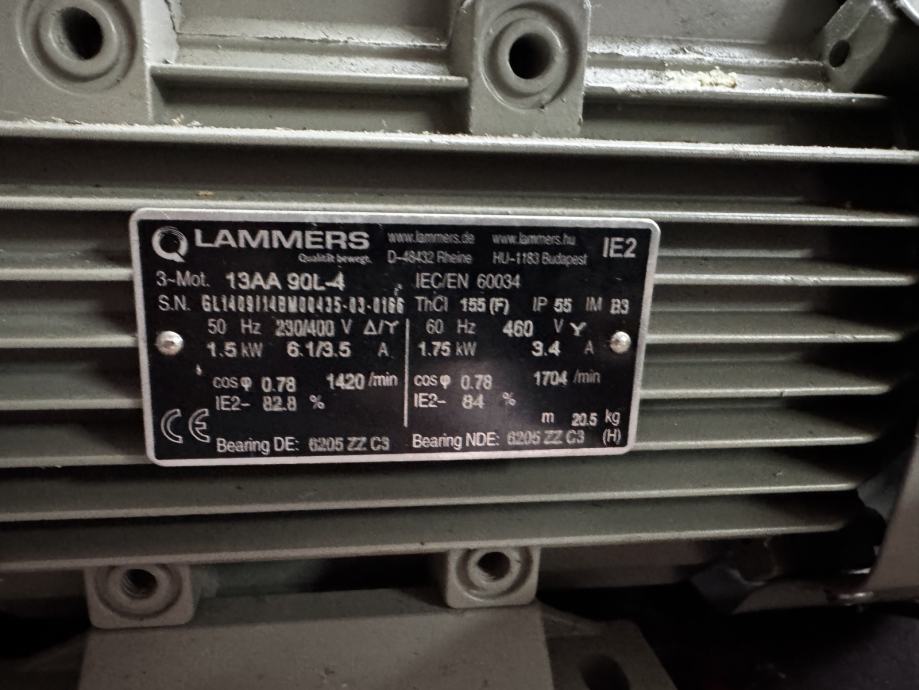 LAMMERS www.lammers.de www.lammers.hu IE2
Qualität bewegt. D-48432 Rheine HU-1183 Budapest
3~Mot. 13AA 90L-4 IEC/EN 60034
S.N. GL1409114BM00435-03-0166 ThCl 155 (F) IP 55 IM B3
50 Hz 230/400 V Δ/Y 60 Hz 460 V Y
1.5 kW 6.1/3.5 A 1.75 kW 3.4 A
cos φ 0.78 1420 /min cos φ 0.78 1704 /min
IE2- 82.8 % IE2- 84 %
m 20.5 kg
CE Bearing DE: 6205 ZZ C3 Bearing NDE: 6205 ZZ C3 (H)